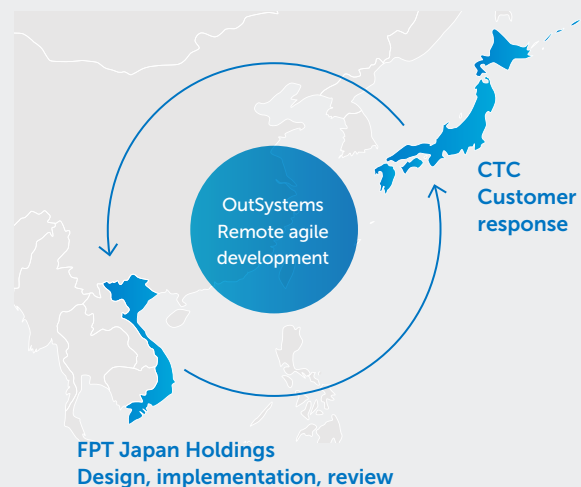 OutSystems
Remote agile
development
CTC
Customer
response
FPT Japan Holdings
Design, implementation, review